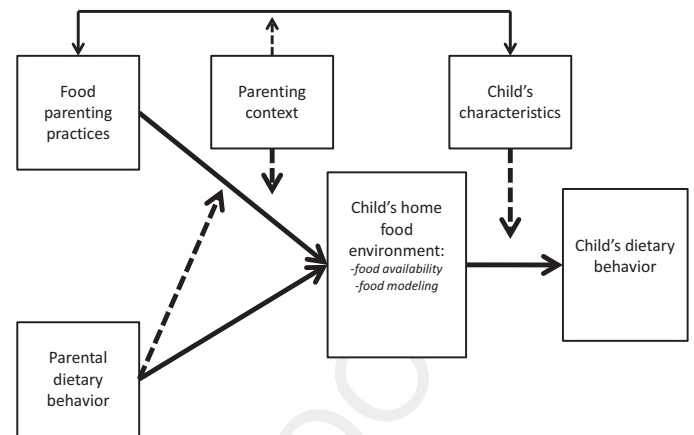 Food
parenting
practices
Parenting
context
Child's
characteristics
Child's home
food
environment:
-food availability
-food modeling
Child's dietary
behavior
Parental
dietary
behavior